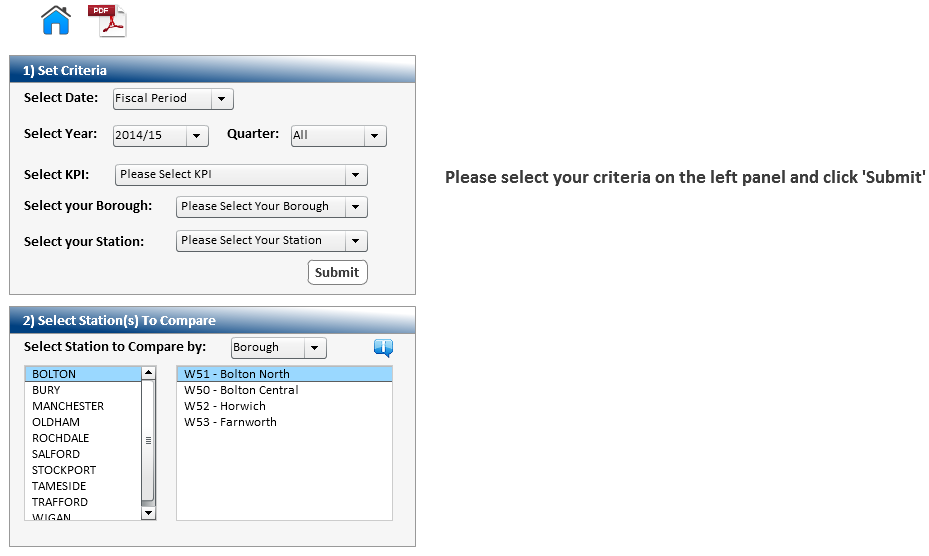 PDF
1) Set Criteria
Select Date: Fiscal Period
Select Year: 2014/15 Quarter: All
Select KPI: Please Select KPI
Select your Borough: Please Select Your Borough
Select your Station: Please Select Your Station
Submit
Please select your criteria on the left panel and click 'Submit'
2) Select Station(s) To Compare
Select Station to Compare by: Borough
BOLTON
BURY
MANCHESTER
OLDHAM
ROCHDALE
SALFORD
STOCKPORT
TAMESIDE
TRAFFORD
WIGAN
W51 - Bolton North
W50 - Bolton Central
W52 - Horwich
W53 - Farnworth